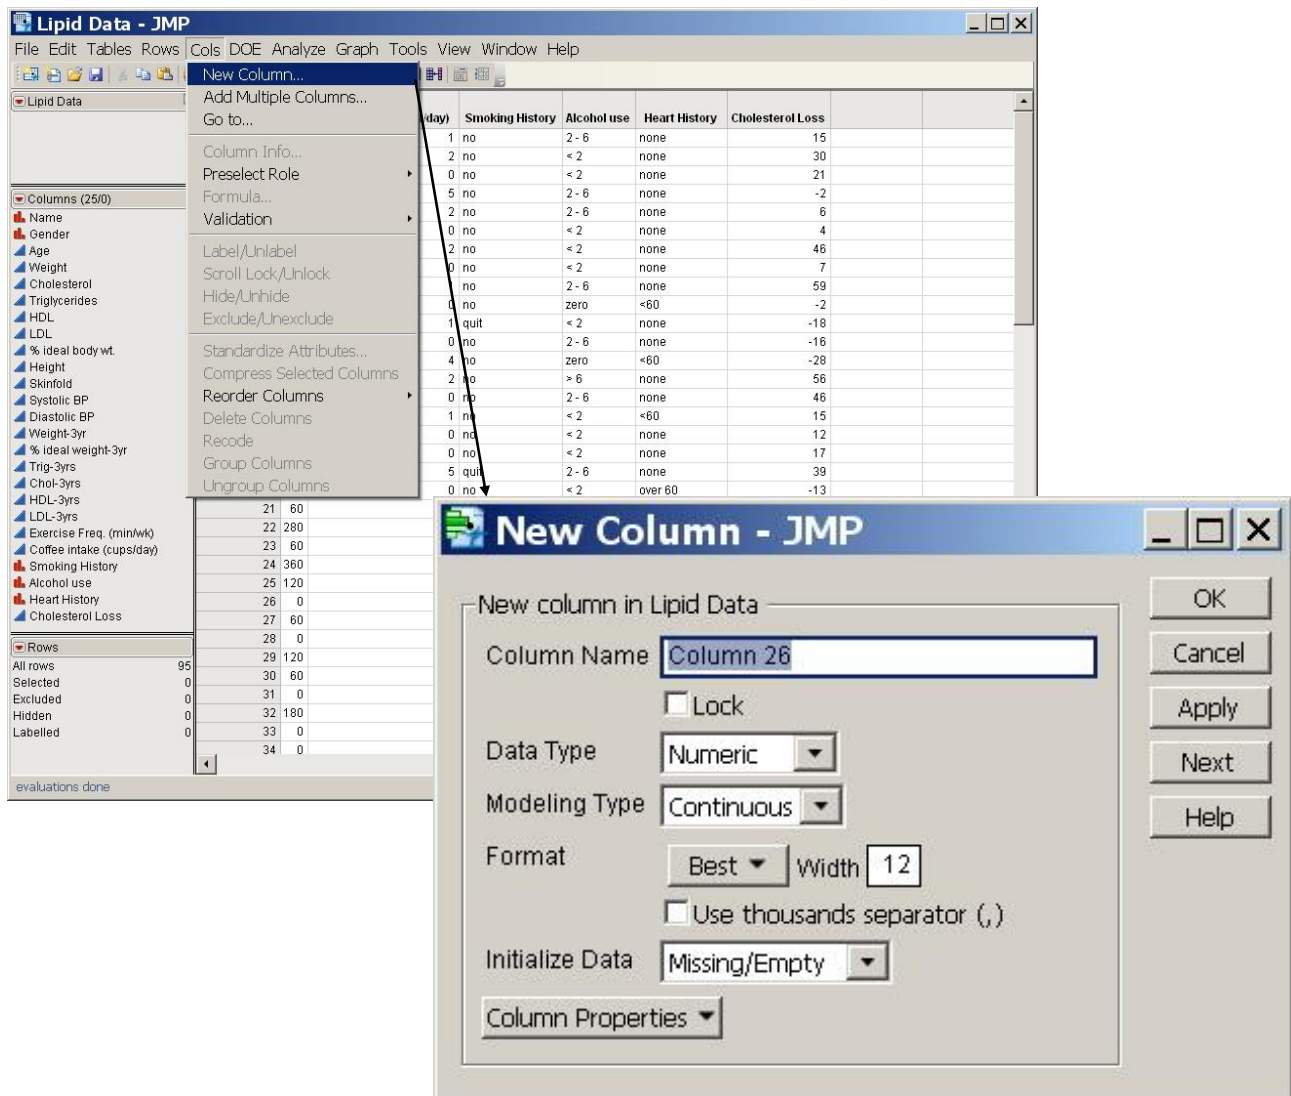 Lipid Data - JMP
File Edit Tables Rows Cols DOE Analyze Graph Tools View Window Help
New Column...
Add Multiple Columns...
Go to...
Column Info...
Preselect Role
Formula...
Validation
Label/Unlabel
Scroll Lock/Unlock
Hide/Unhide
Exclude/Unexclude
Standardize Attributes...
Compress Selected Columns
Reorder Columns
Delete Columns
Recode
Group Columns
Ungroup Columns
Lipid Data
Columns (25/0)
Name
Gender
Age
Weight
Cholesterol
Triglycerides
HDL
LDL
% ideal body wt.
Height
Skinfold
Systolic BP
Diastolic BP
Weight-3yr
% ideal weight-3yr
Trig-3yrs
Chol-3yrs
HDL-3yrs
LDL-3yrs
Exercise Freq. (min/wk)
Coffee intake (cups/day)
Smoking History
Alcohol use
Heart History
Cholesterol Loss
Rows
All rows 95
Selected 0
Excluded 0
Hidden 0
Labelled 0
evaluations done
/day) Smoking History Alcohol use Heart History Cholesterol Loss
1 no 2 - 6 none 15
2 no < 2 none 30
0 no < 2 none 21
5 no 2 - 6 none -2
2 no 2 - 6 none 6
0 no < 2 none 4
2 no < 2 none 46
0 no < 2 none 7
no 2 - 6 none 59
0 no zero <60 -2
1 quit < 2 none -18
0 no 2 - 6 none -16
4 no zero <60 -28
2 no > 6 none 56
0 no 2 - 6 none 46
1 no < 2 <60 15
0 no < 2 none 12
0 no < 2 none 17
5 quit 2 - 6 none 39
0 no < 2 over 60 -13
21 60
22 280
23 60
24 360
25 120
26 0
27 60
28 0
29 120
30 60
31 0
32 180
33 0
34 0
New Column - JMP
New column in Lipid Data
Column Name Column 26
Lock
Data Type Numeric
Modeling Type Continuous
Format Best Width 12
Use thousands separator (,)
Initialize Data Missing/Empty
Column Properties
OK
Cancel
Apply
Next
Help